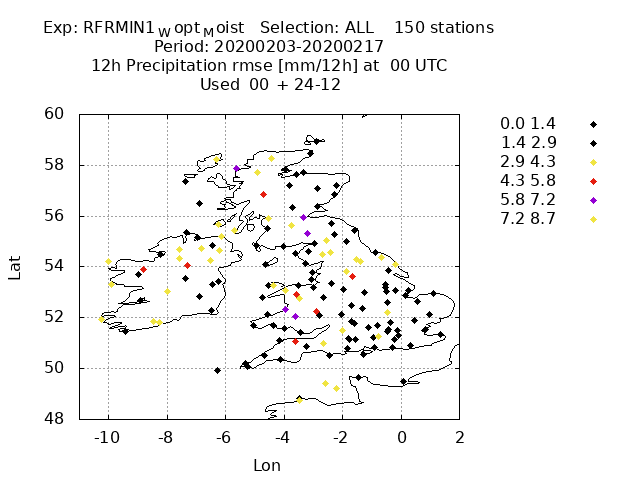 Exp: RFRMIN1WoptMoist Selection: ALL 150 stations
Period: 20200203-20200217
12h Precipitation rmse [mm/12h] at 00 UTC
Used 00 + 24-12
0.0 1.4
1.4 2.9
2.9 4.3
4.3 5.8
5.8 7.2
7.2 8.7
60
58
56
54
52
50
48
Lat
-10 -8 -6 -4 -2 0 2
Lon